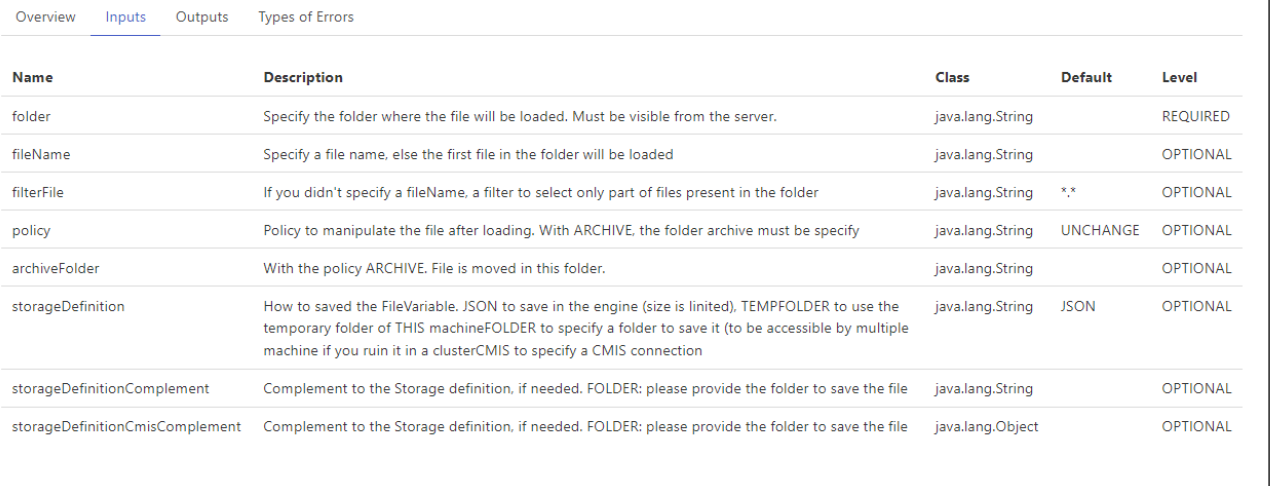 Overview Inputs Outputs Types of Errors
Name Description Class Default Level
folder Specify the folder where the file will be loaded. Must be visible from the server. java.lang.String REQUIRED
fileName Specify a file name, else the first file in the folder will be loaded java.lang.String OPTIONAL
filterFile If you didn't specify a fileName, a filter to select only part of files present in the folder java.lang.String *.* OPTIONAL
policy Policy to manipulate the file after loading. With ARCHIVE, the folder archive must be specify java.lang.String UNCHANGE OPTIONAL
archiveFolder With the policy ARCHIVE. File is moved in this folder. java.lang.String OPTIONAL
storageDefinition How to saved the FileVariable. JSON to save in the engine (size is linited), TEMPFOLDER to use the java.lang.String JSON OPTIONAL
temporary folder of THIS machineFOLDER to specify a folder to save it (to be accessible by multiple
machine if you ruin it in a clusterCMIS to specify a CMIS connection
storageDefinitionComplement Complement to the Storage definition, if needed. FOLDER: please provide the folder to save the file java.lang.String OPTIONAL
storageDefinitionCmisComplement Complement to the Storage definition, if needed. FOLDER: please provide the folder to save the file java.lang.Object OPTIONAL